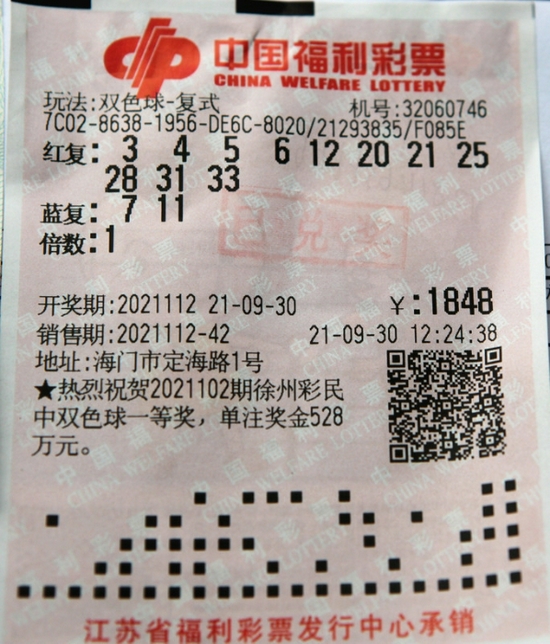 中国福利彩票
CHINA WELFARE LOTTERY
玩法:双色球-复式 机号:32060746
7C02-8638-1956-DE6C-8020/21293835/F085E
红复: 3 4 5 6 12 20 21 25
28 31 33
蓝复: 7 11
倍数:1
已兑奖
开奖期:2021112 21-09-30 ¥:1848
销售期:2021112-42 21-09-30 12:24:38
地址:海门市定海路1号
★热烈祝贺2021102期徐州彩民
中双色球一等奖，单注奖金528
万元。
江苏省福利彩票发行中心承销